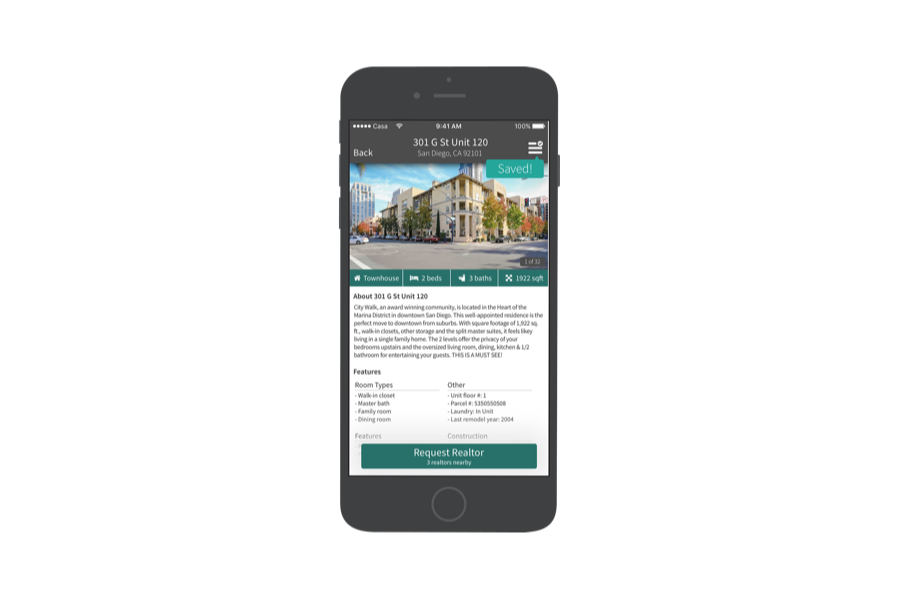 Casa 9:41 AM 100%
301 G St Unit 120
Back San Diego, CA 92101
Saved!
1 of 32
Townhouse 2 beds 3 baths 1922 sqft
About 301 G St Unit 120
City Walk, an award winning community, is located in the Heart of the
Marina District in downtown San Diego. This well-appointed residence is the
perfect move to downtown from suburbs. With square footage of 1,922 sq.
ft., walk-in closets, other storage and the split master suites, it feels likey
living in a single family home. The 2 levels offer the privacy of your
bedrooms upstairs and the oversized living room, dining, kitchen & 1/2
bathroom for entertaining your guests. THIS IS A MUST SEE!
Features
Room Types
- Walk-in closet
- Master bath
- Family room
- Dining room
Other
- Unit floor #: 1
- Parcel #: 5350550508
- Laundry: In Unit
- Last remodel year: 2004
Features
Construction
Request Realtor
3 realtors nearby